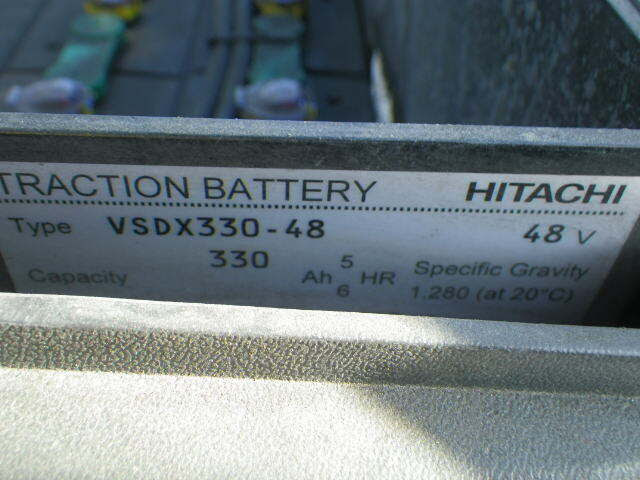 TRACTION BATTERY HITACHI
Type VSDX330-48 48 V
330 5
Capacity Ah 6 HR Specific Gravity
1.280 (at 20°C)